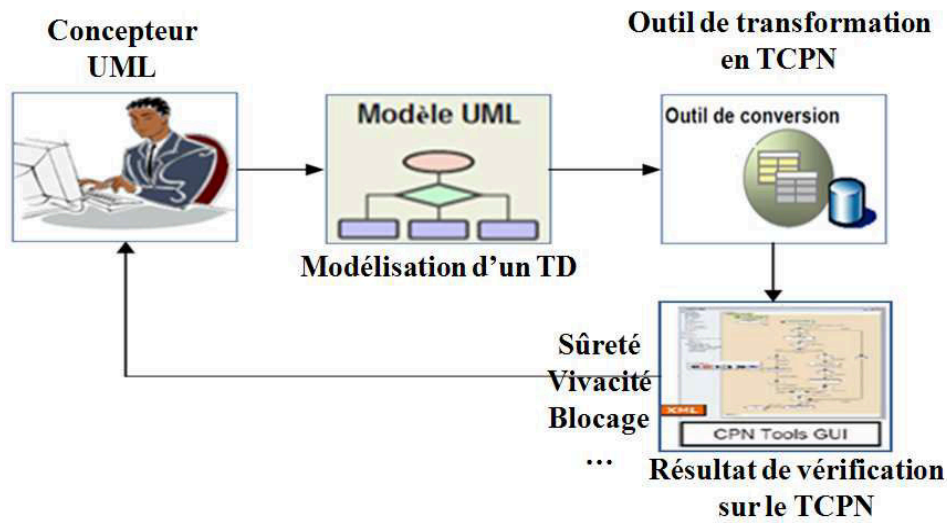 Concepteur
UML
Outil de transformation
en TCPN
Modèle UML
Outil de conversion
Modélisation d'un TD
Sûreté
Vivacité
Blocage
...
XML
CPN Tools GUI
Résultat de vérification
sur le TCPN